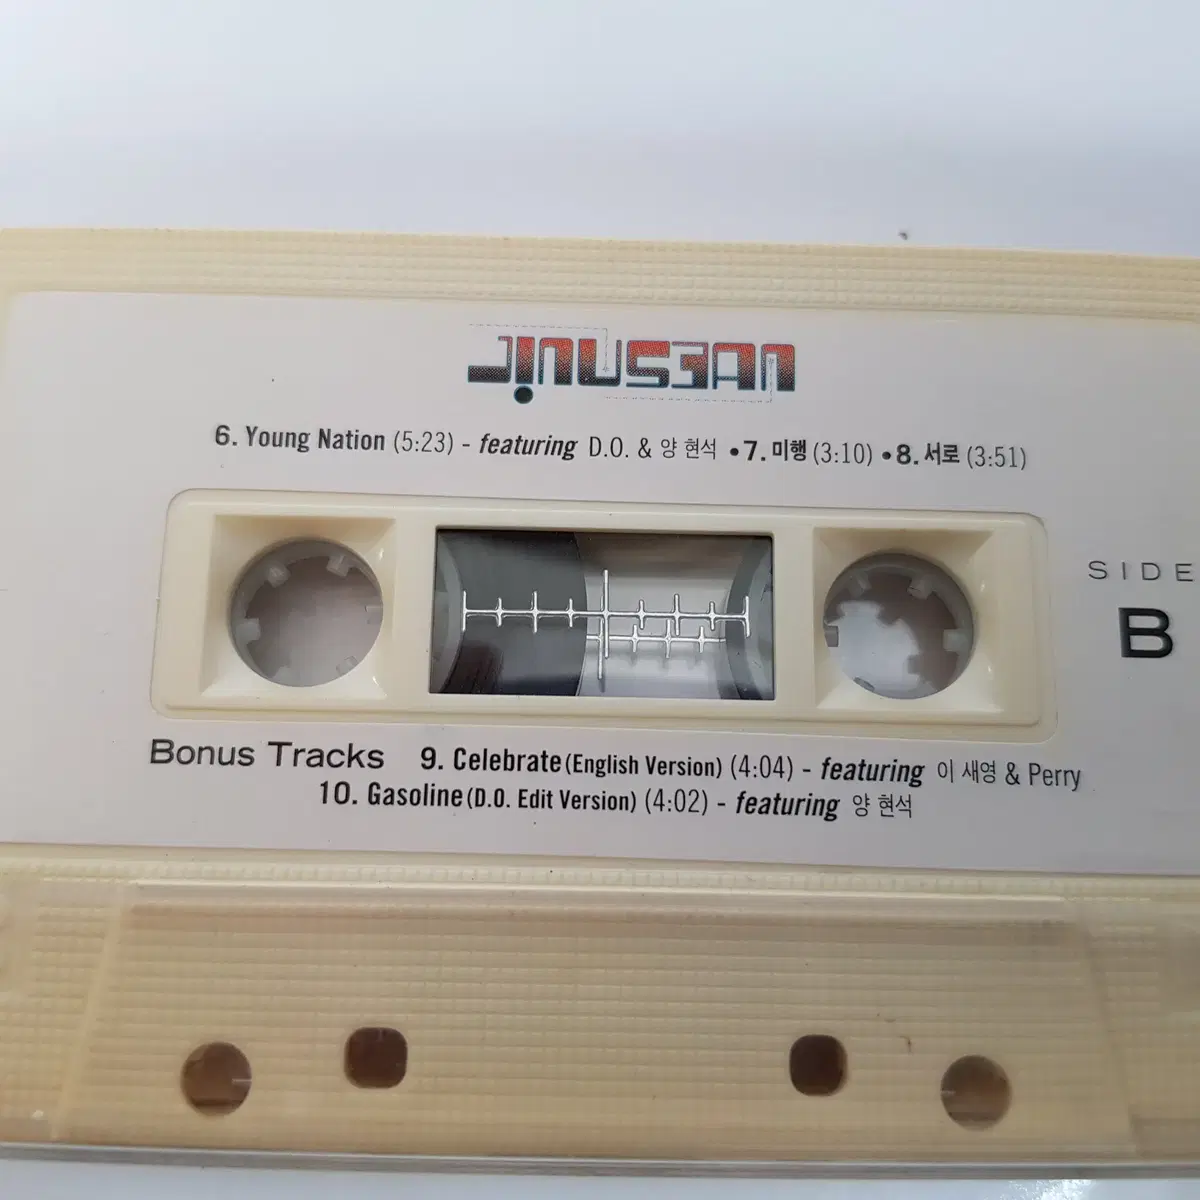 JINUSEAN
6. Young Nation (5:23) - featuring D.O. & 양 현석 •7. 미행 (3:10) •8. 서로 (3:51)
SIDE
B
Bonus Tracks 9. Celebrate (English Version) (4:04) - featuring 이 새영 & Perry
10. Gasoline (D.O. Edit Version) (4:02) - featuring 양 현석